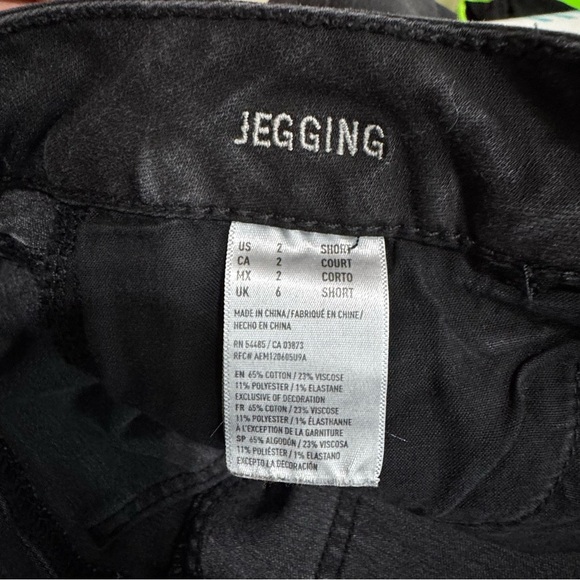 JEGGING
US 2 SHORT
CA 2 COURT
MX 2 CORTO
UK 6 SHORT
MADE IN CHINA/FABRIQUÉ EN CHINE/
HECHO EN CHINA
RN 54485/CA 03873
RFC# AEM120605U9A
EN 65% COTTON / 23% VISCOSE
11% POLYESTER / 1% ELASTANE
EXCLUSIVE OF DECORATION
FR 65% COTON / 23% VISCOSE
11% POLYESTER / 1% ÉLASTHANNE
À L'EXCEPTION DE LA GARNITURE
SP 65% ALGODÓN / 23% VISCOSA
11% POLIÉSTER / 1% ELASTANO
EXCEPTO LA DECORACIÓN